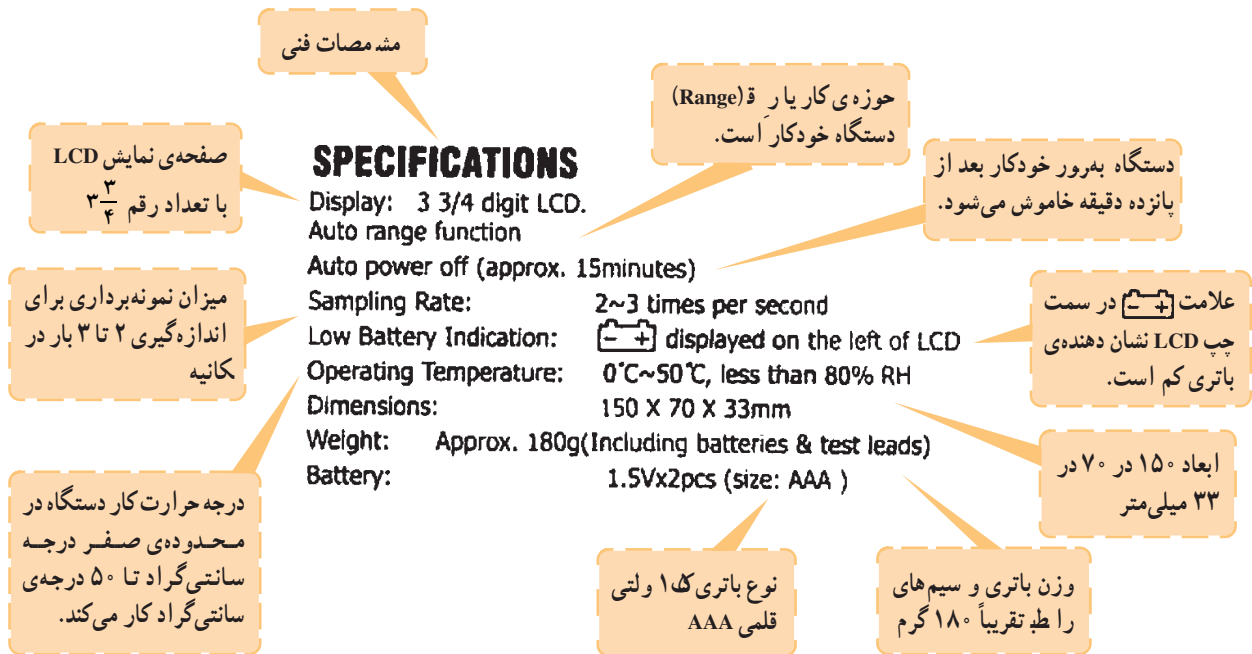 مشمصات فنی
حوزه‌ی کار یا ر قَ (Range)
دستگاه خودکار است.
صفحه‌ی نمایش LCD
با تعداد رقم ۳ ۳/۴
دستگاه به‌رور خودکار بعد از
پانزده دقیقه خاموش می‌شود.
SPECIFICATIONS
Display: 3 3/4 digit LCD.
Auto range function
Auto power off (approx. 15minutes)
Sampling Rate: 2~3 times per second
Low Battery Indication: displayed on the left of LCD
Operating Temperature: 0°C~50°C, less than 80% RH
Dimensions: 150 X 70 X 33mm
Weight: Approx. 180g(Including batteries & test leads)
Battery: 1.5Vx2pcs (size: AAA )
میزان نمونه‌برداری برای
اندازه‌گیری ۲ تا ۳ بار در
کانیه
علامت [- +] در سمت
چپ LCD نشان دهنده‌ی
باتری کم است.
ابعاد ۱۵۰ در ۷۰ در
۳۳ میلی‌متر
درجه حرارت کار دستگاه در
محدوده‌ی صفر درجه
سانتی‌گراد تا ۵۰ درجه‌ی
سانتی‌گراد کار می‌کند.
نوع باتری ۱ ولتی
قلمی AAA
وزن باتری و سیم‌های
تقریباً ۱۸۰ گرم